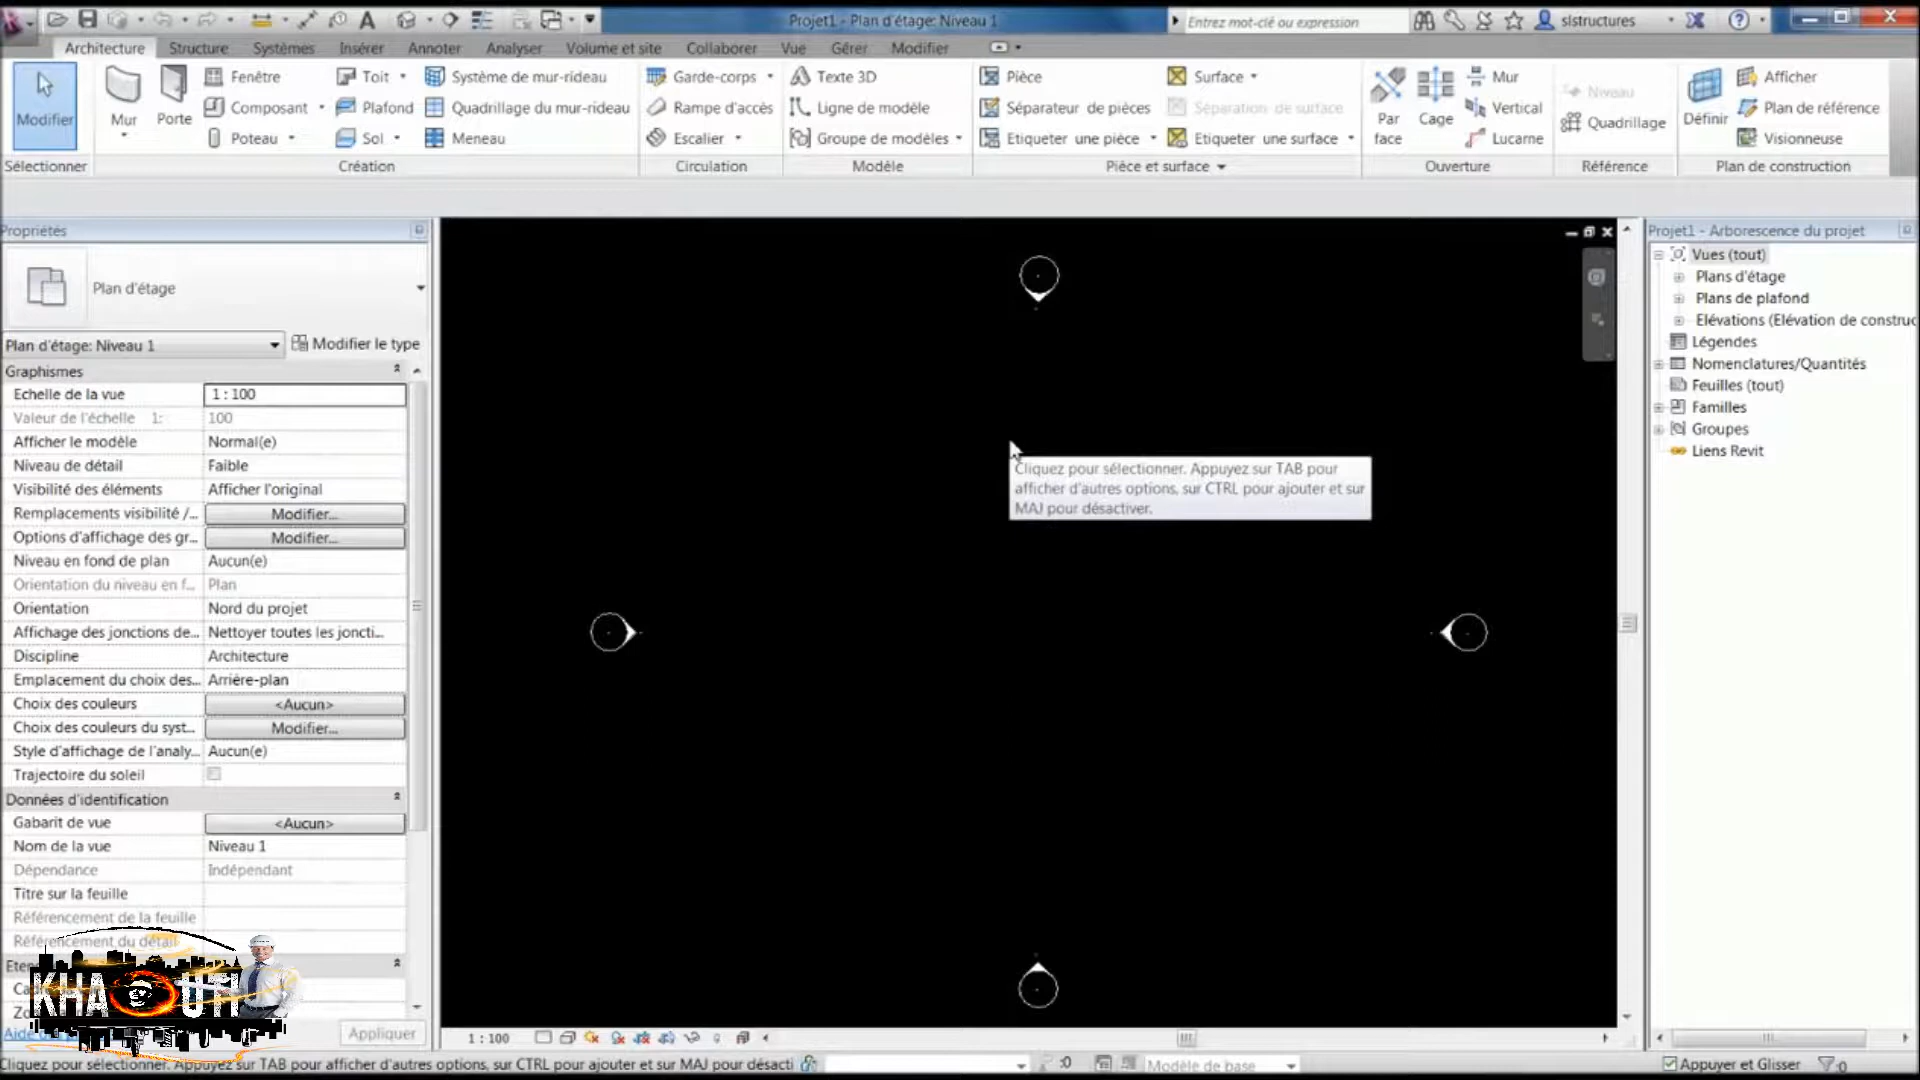 Projet1 - Plan d'étage: Niveau 1
Entrez mot-clé ou expression
slstructures
Architecture Structure Systèmes Insérer Annoter Analyser Volume et site Collaborer Vue Gérer Modifier
Modifier
Mur
Porte
Fenêtre
Composant
Poteau
Toit
Plafond
Sol
Système de mur-rideau
Quadrillage du mur-rideau
Meneau
Garde-corps
Rampe d'accès
Escalier
Texte 3D
Ligne de modèle
Groupe de modèles
Pièce
Séparateur de pièces
Etiqueter une pièce
Surface
Séparation de surface
Etiqueter une surface
Par face
Cage
Mur
Vertical
Lucarne
Niveau
Quadrillage
Définir
Afficher
Plan de référence
Visionneuse
Sélectionner Création Circulation Modèle Pièce et surface Ouverture Référence Plan de construction
Propriétés
Plan d'étage
Plan d'étage: Niveau 1 Modifier le type
Graphismes
Echelle de la vue 1 : 100
Valeur de l'échelle 1: 100
Afficher le modèle Normal(e)
Niveau de détail Faible
Visibilité des éléments Afficher l'original
Remplacements visibilité /... Modifier...
Options d'affichage des gr... Modifier...
Niveau en fond de plan Aucun(e)
Orientation du niveau en f... Plan
Orientation Nord du projet
Affichage des jonctions de... Nettoyer toutes les joncti...
Discipline Architecture
Emplacement du choix des... Arrière-plan
Choix des couleurs <Aucun>
Choix des couleurs du syst... Modifier...
Style d'affichage de l'analy... Aucun(e)
Trajectoire du soleil
Données d'identification
Gabarit de vue <Aucun>
Nom de la vue Niveau 1
Dépendance Indépendant
Titre sur la feuille
Référencement de la feuille
Référencement du détail
Appliquer
Cliquez pour sélectionner. Appuyez sur TAB pour
afficher d'autres options, sur CTRL pour ajouter et sur
MAJ pour désactiver.
Projet1 - Arborescence du projet
Vues (tout)
Plans d'étage
Plans de plafond
Elévations (Elévation de construc
Légendes
Nomenclatures/Quantités
Feuilles (tout)
Familles
Groupes
Liens Revit
1 : 100
Cliquez pour sélectionner. Appuyez sur TAB pour afficher d'autres options, sur CTRL pour ajouter et sur MAJ pour désacti
:0
Modèle de base
Appuyer et Glisser
:0